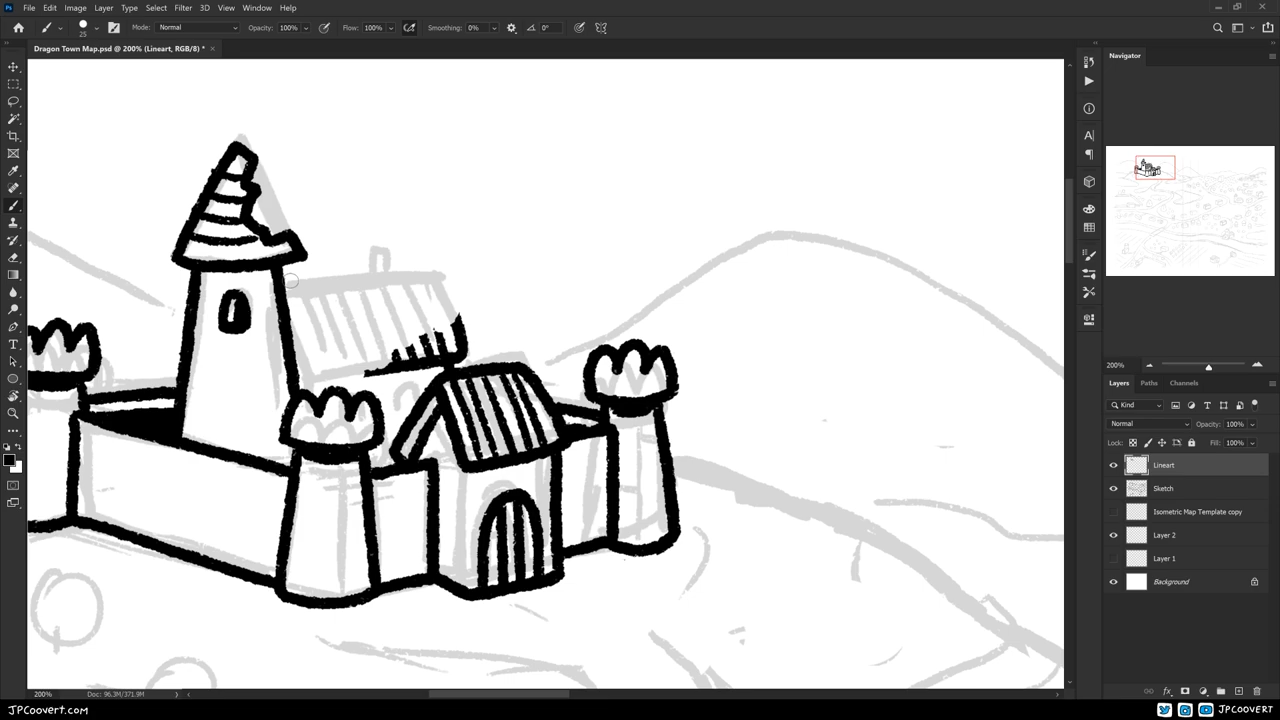 File Edit Image Layer Type Select Filter 3D View Window Help
25 Mode: Normal Opacity: 100% Flow: 100% Smoothing: 0% 0°
Dragon Town Map.psd @ 200% (Lineart, RGB/8) *
Navigator
200%
Layers Paths Channels
Kind
Normal Opacity: 100%
Lock: Fill: 100%
Lineart
Sketch
Isometric Map Template copy
Layer 2
Layer 1
Background
200% Doc: 96.3M/371.9M
JPCoovert.com
JPCOOVERT